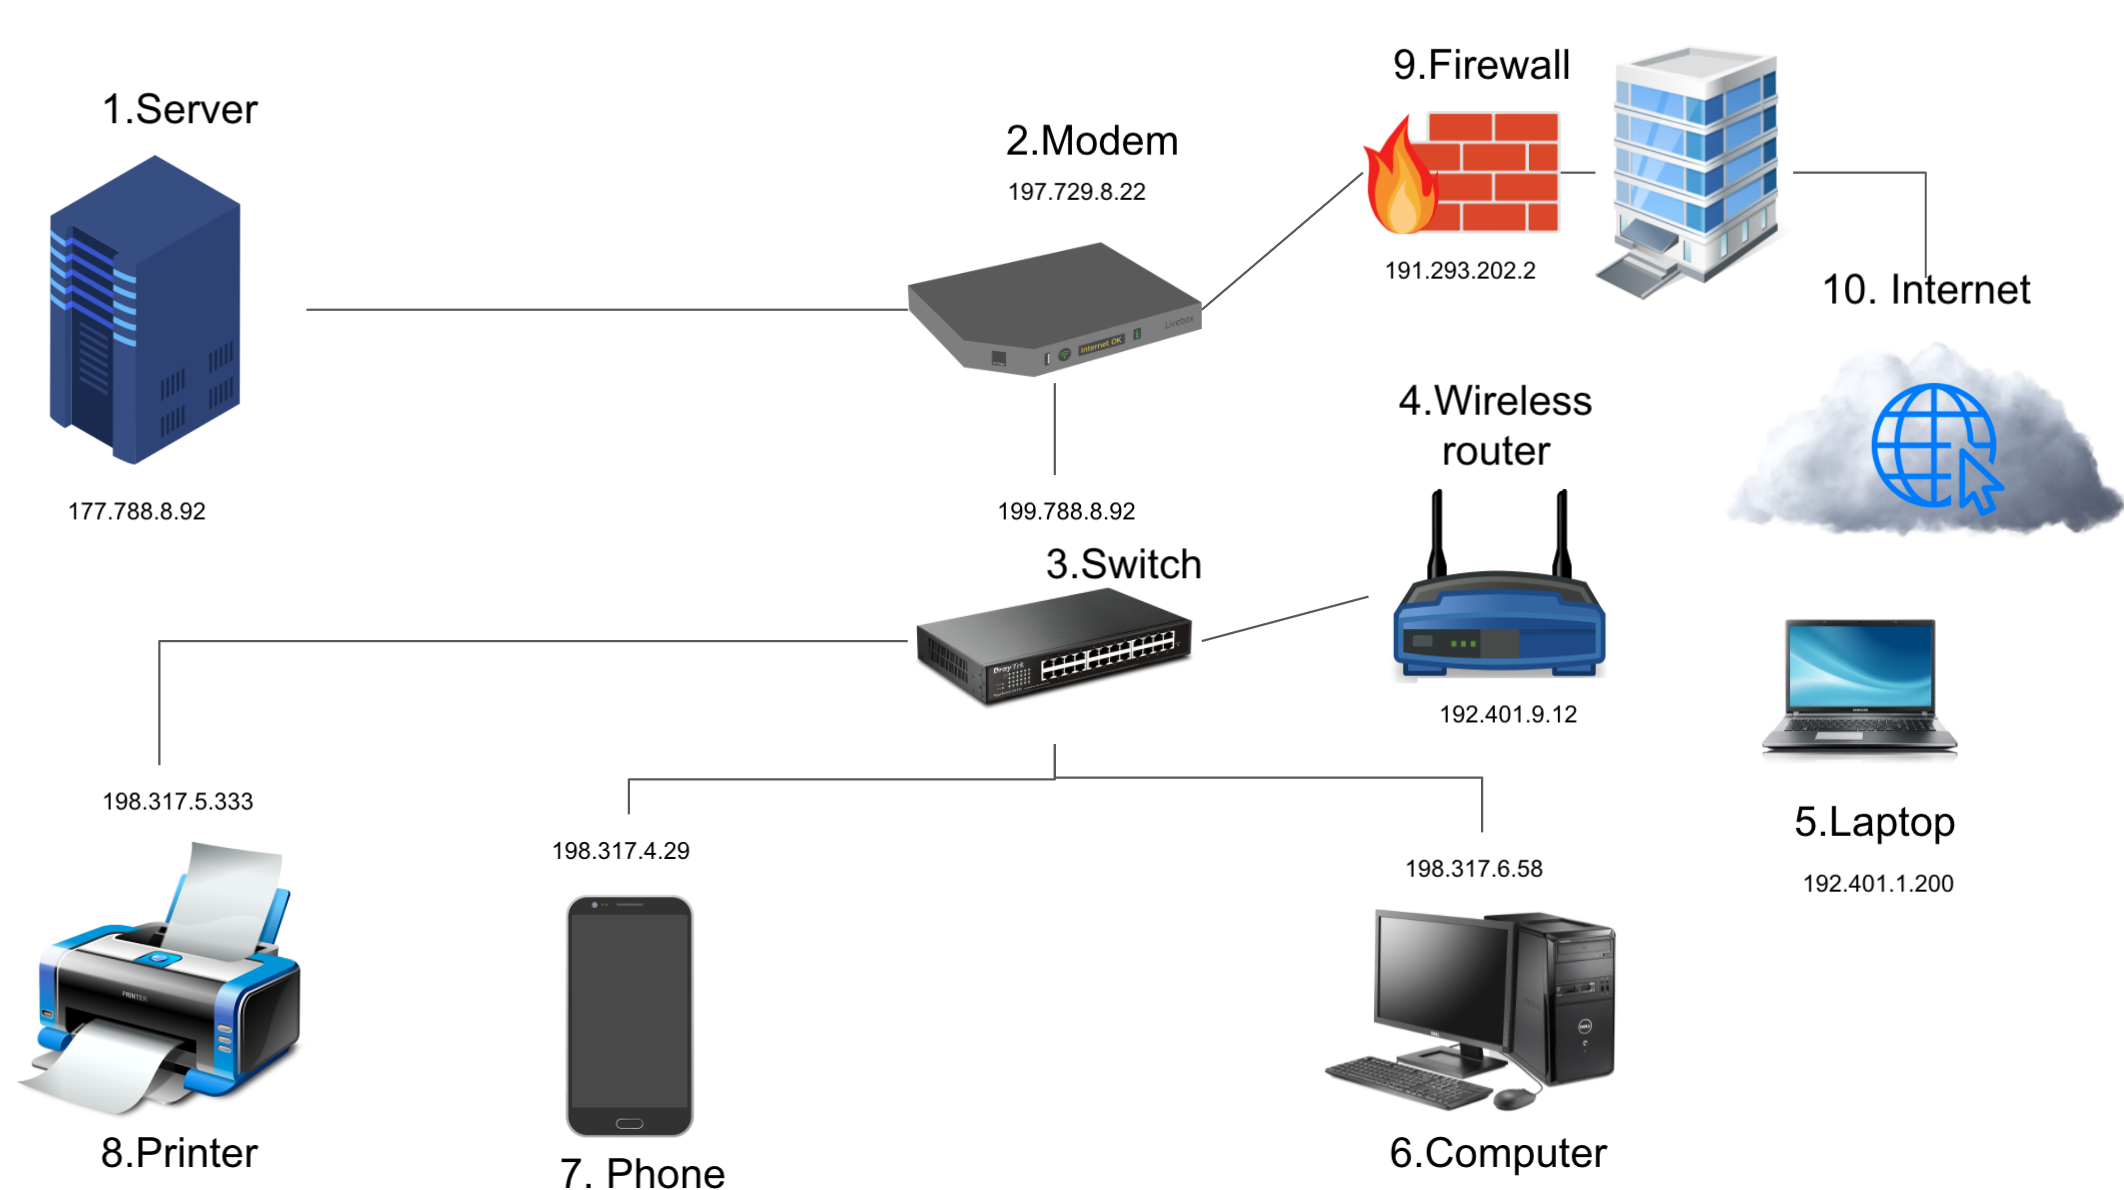 1.Server
177.788.8.92
2.Modem
197.729.8.22
Livebox
Internet OK
9.Firewall
191.293.202.2
10. Internet
199.788.8.92
3.Switch
DrayTek
4.Wireless
router
192.401.9.12
5.Laptop
192.401.1.200
198.317.5.333
PRINTER
8.Printer
198.317.4.29
7. Phone
198.317.6.58
DELL
6.Computer